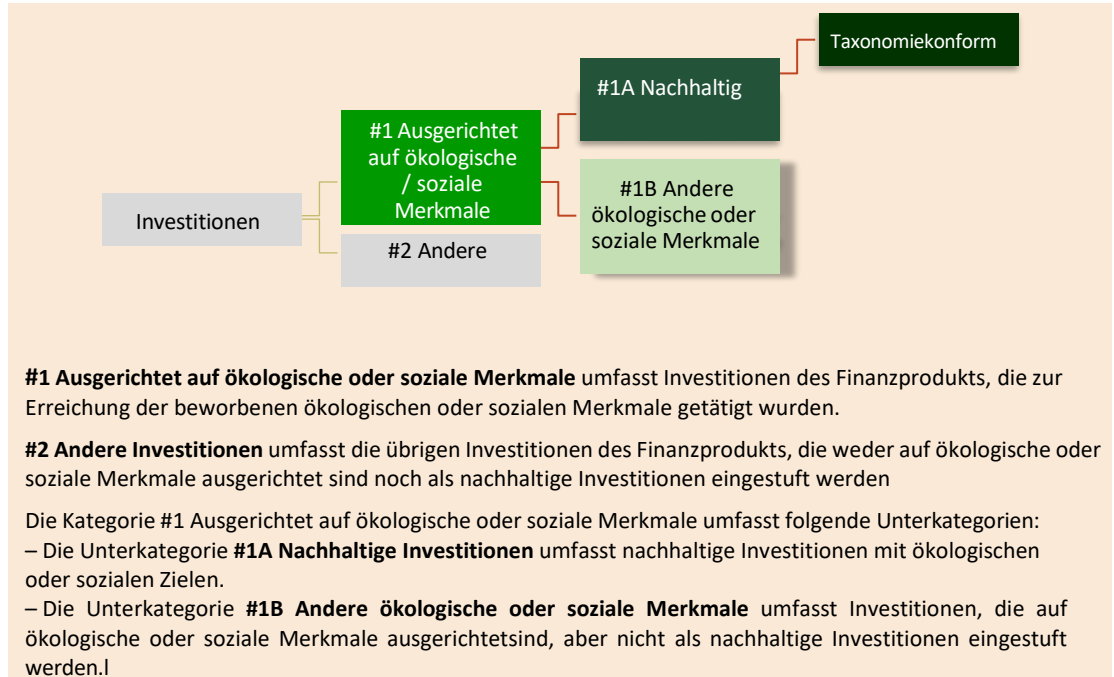 Taxonomiekonform
#1A Nachhaltig
#1 Ausgerichtet
auf ökologische
/ soziale
Merkmale
#1B Andere
ökologische oder
soziale Merkmale
Investitionen
#2 Andere
#1 Ausgerichtet auf ökologische oder soziale Merkmale umfasst Investitionen des Finanzprodukts, die zur
Erreichung der beworbenen ökologischen oder sozialen Merkmale getätigt wurden.
#2 Andere Investitionen umfasst die übrigen Investitionen des Finanzprodukts, die weder auf ökologische oder
soziale Merkmale ausgerichtet sind noch als nachhaltige Investitionen eingestuft werden
Die Kategorie #1 Ausgerichtet auf ökologische oder soziale Merkmale umfasst folgende Unterkategorien:
– Die Unterkategorie #1A Nachhaltige Investitionen umfasst nachhaltige Investitionen mit ökologischen
oder sozialen Zielen.
– Die Unterkategorie #1B Andere ökologische oder soziale Merkmale umfasst Investitionen, die auf
ökologische oder soziale Merkmale ausgerichtetsind, aber nicht als nachhaltige Investitionen eingestuft
werden.l